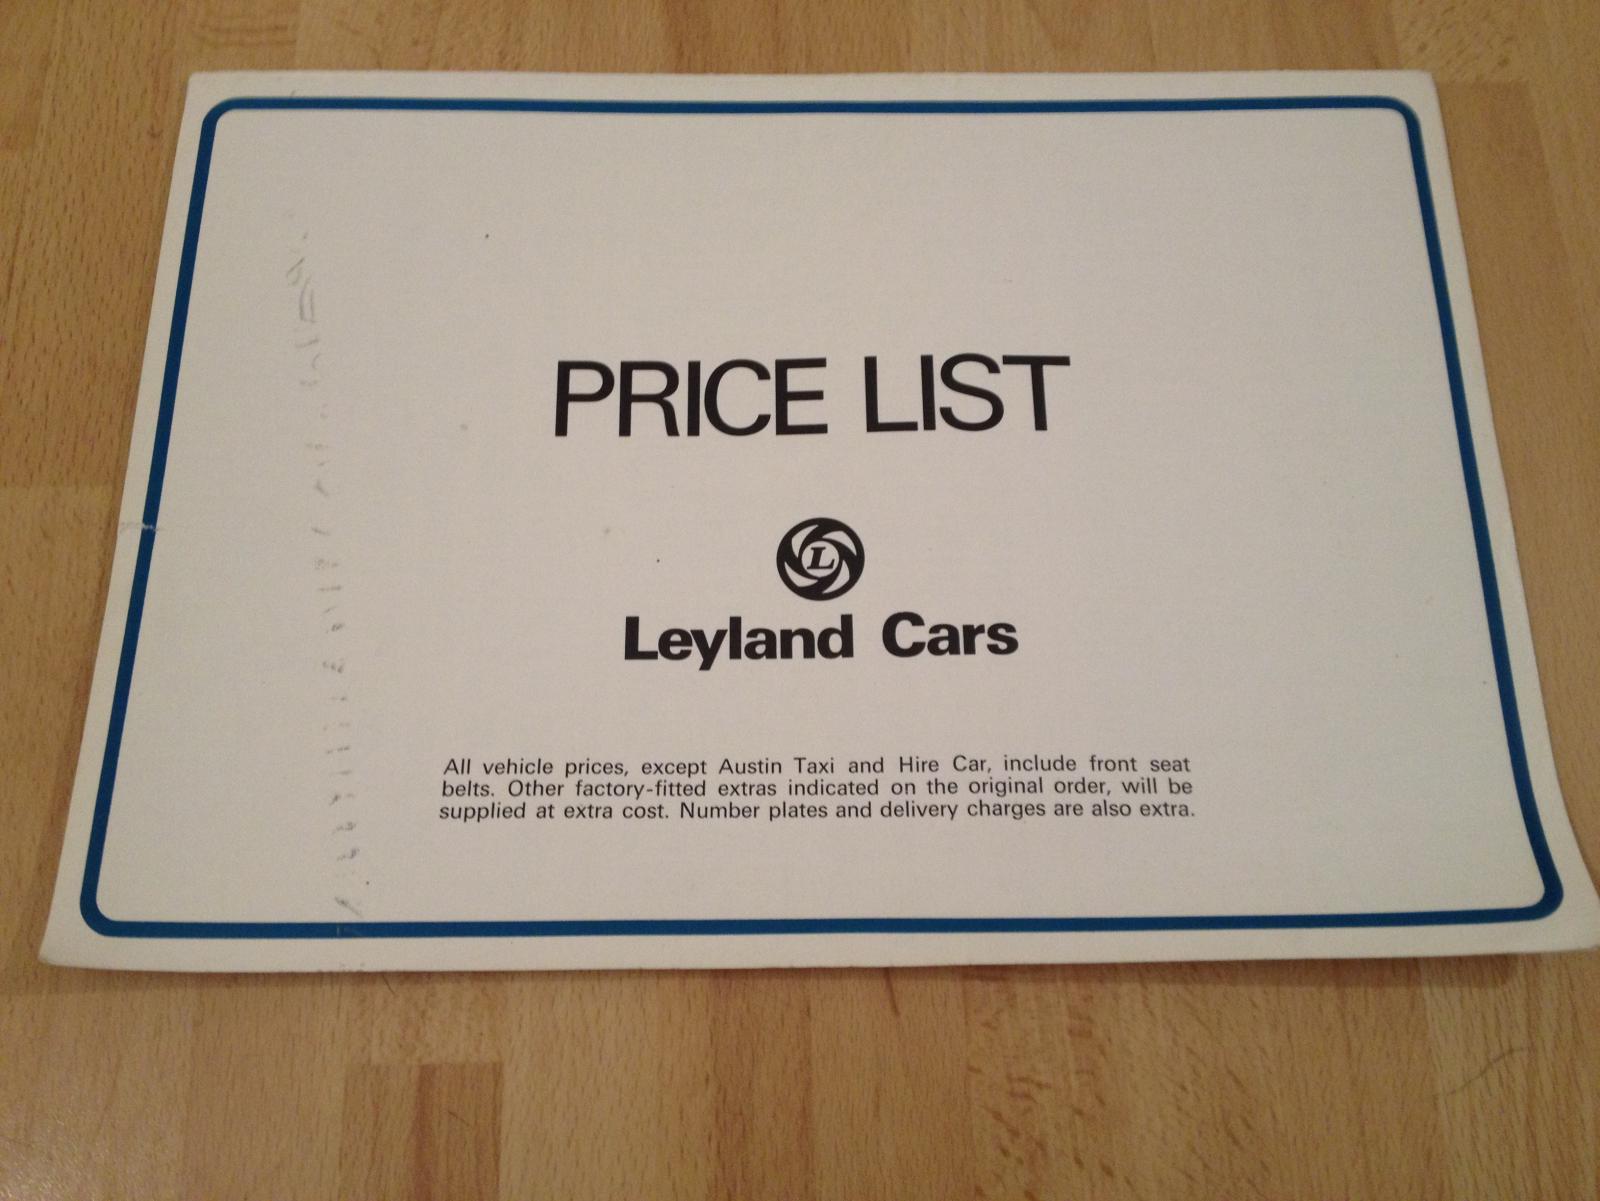 PRICE LIST
L
Leyland Cars
All vehicle prices, except Austin Taxi and Hire Car, include front seat
belts. Other factory-fitted extras indicated on the original order, will be
supplied at extra cost. Number plates and delivery charges are also extra.